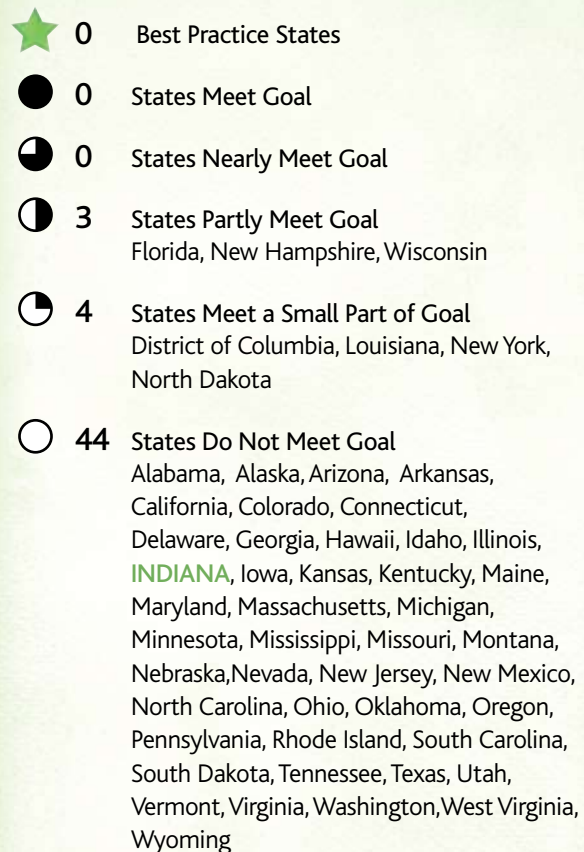 0 Best Practice States
0 States Meet Goal
0 States Nearly Meet Goal
3 States Partly Meet Goal
Florida, New Hampshire, Wisconsin
4 States Meet a Small Part of Goal
District of Columbia, Louisiana, New York,
North Dakota
44 States Do Not Meet Goal
Alabama, Alaska, Arizona, Arkansas,
California, Colorado, Connecticut,
Delaware, Georgia, Hawaii, Idaho, Illinois,
INDIANA, Iowa, Kansas, Kentucky, Maine,
Maryland, Massachusetts, Michigan,
Minnesota, Mississippi, Missouri, Montana,
Nebraska,Nevada, New Jersey, New Mexico,
North Carolina, Ohio, Oklahoma, Oregon,
Pennsylvania, Rhode Island, South Carolina,
South Dakota, Tennessee, Texas, Utah,
Vermont, Virginia, Washington,West Virginia,
Wyoming